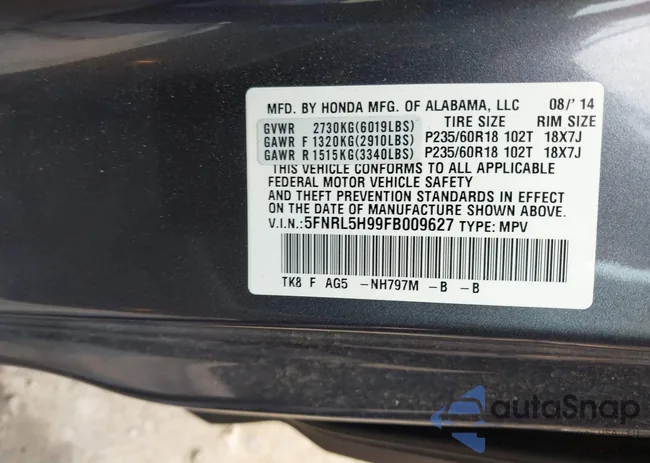 MFD. BY HONDA MFG. OF ALABAMA, LLC 08/'14
TIRE SIZE RIM SIZE
GVWR 2730KG(6019LBS)
GAWR F 1320KG(2910LBS) P235/60R18 102T 18X7J
GAWR R 1515KG(3340LBS) P235/60R18 102T 18X7J
THIS VEHICLE CONFORMS TO ALL APPLICABLE
FEDERAL MOTOR VEHICLE SAFETY
AND THEFT PREVENTION STANDARDS IN EFFECT
ON THE DATE OF MANUFACTURE SHOWN ABOVE.
V.I.N.:5FNRL5H99FB009627 TYPE: MPV
TK8 F AG5 -NH797M -B -B
autoSnap